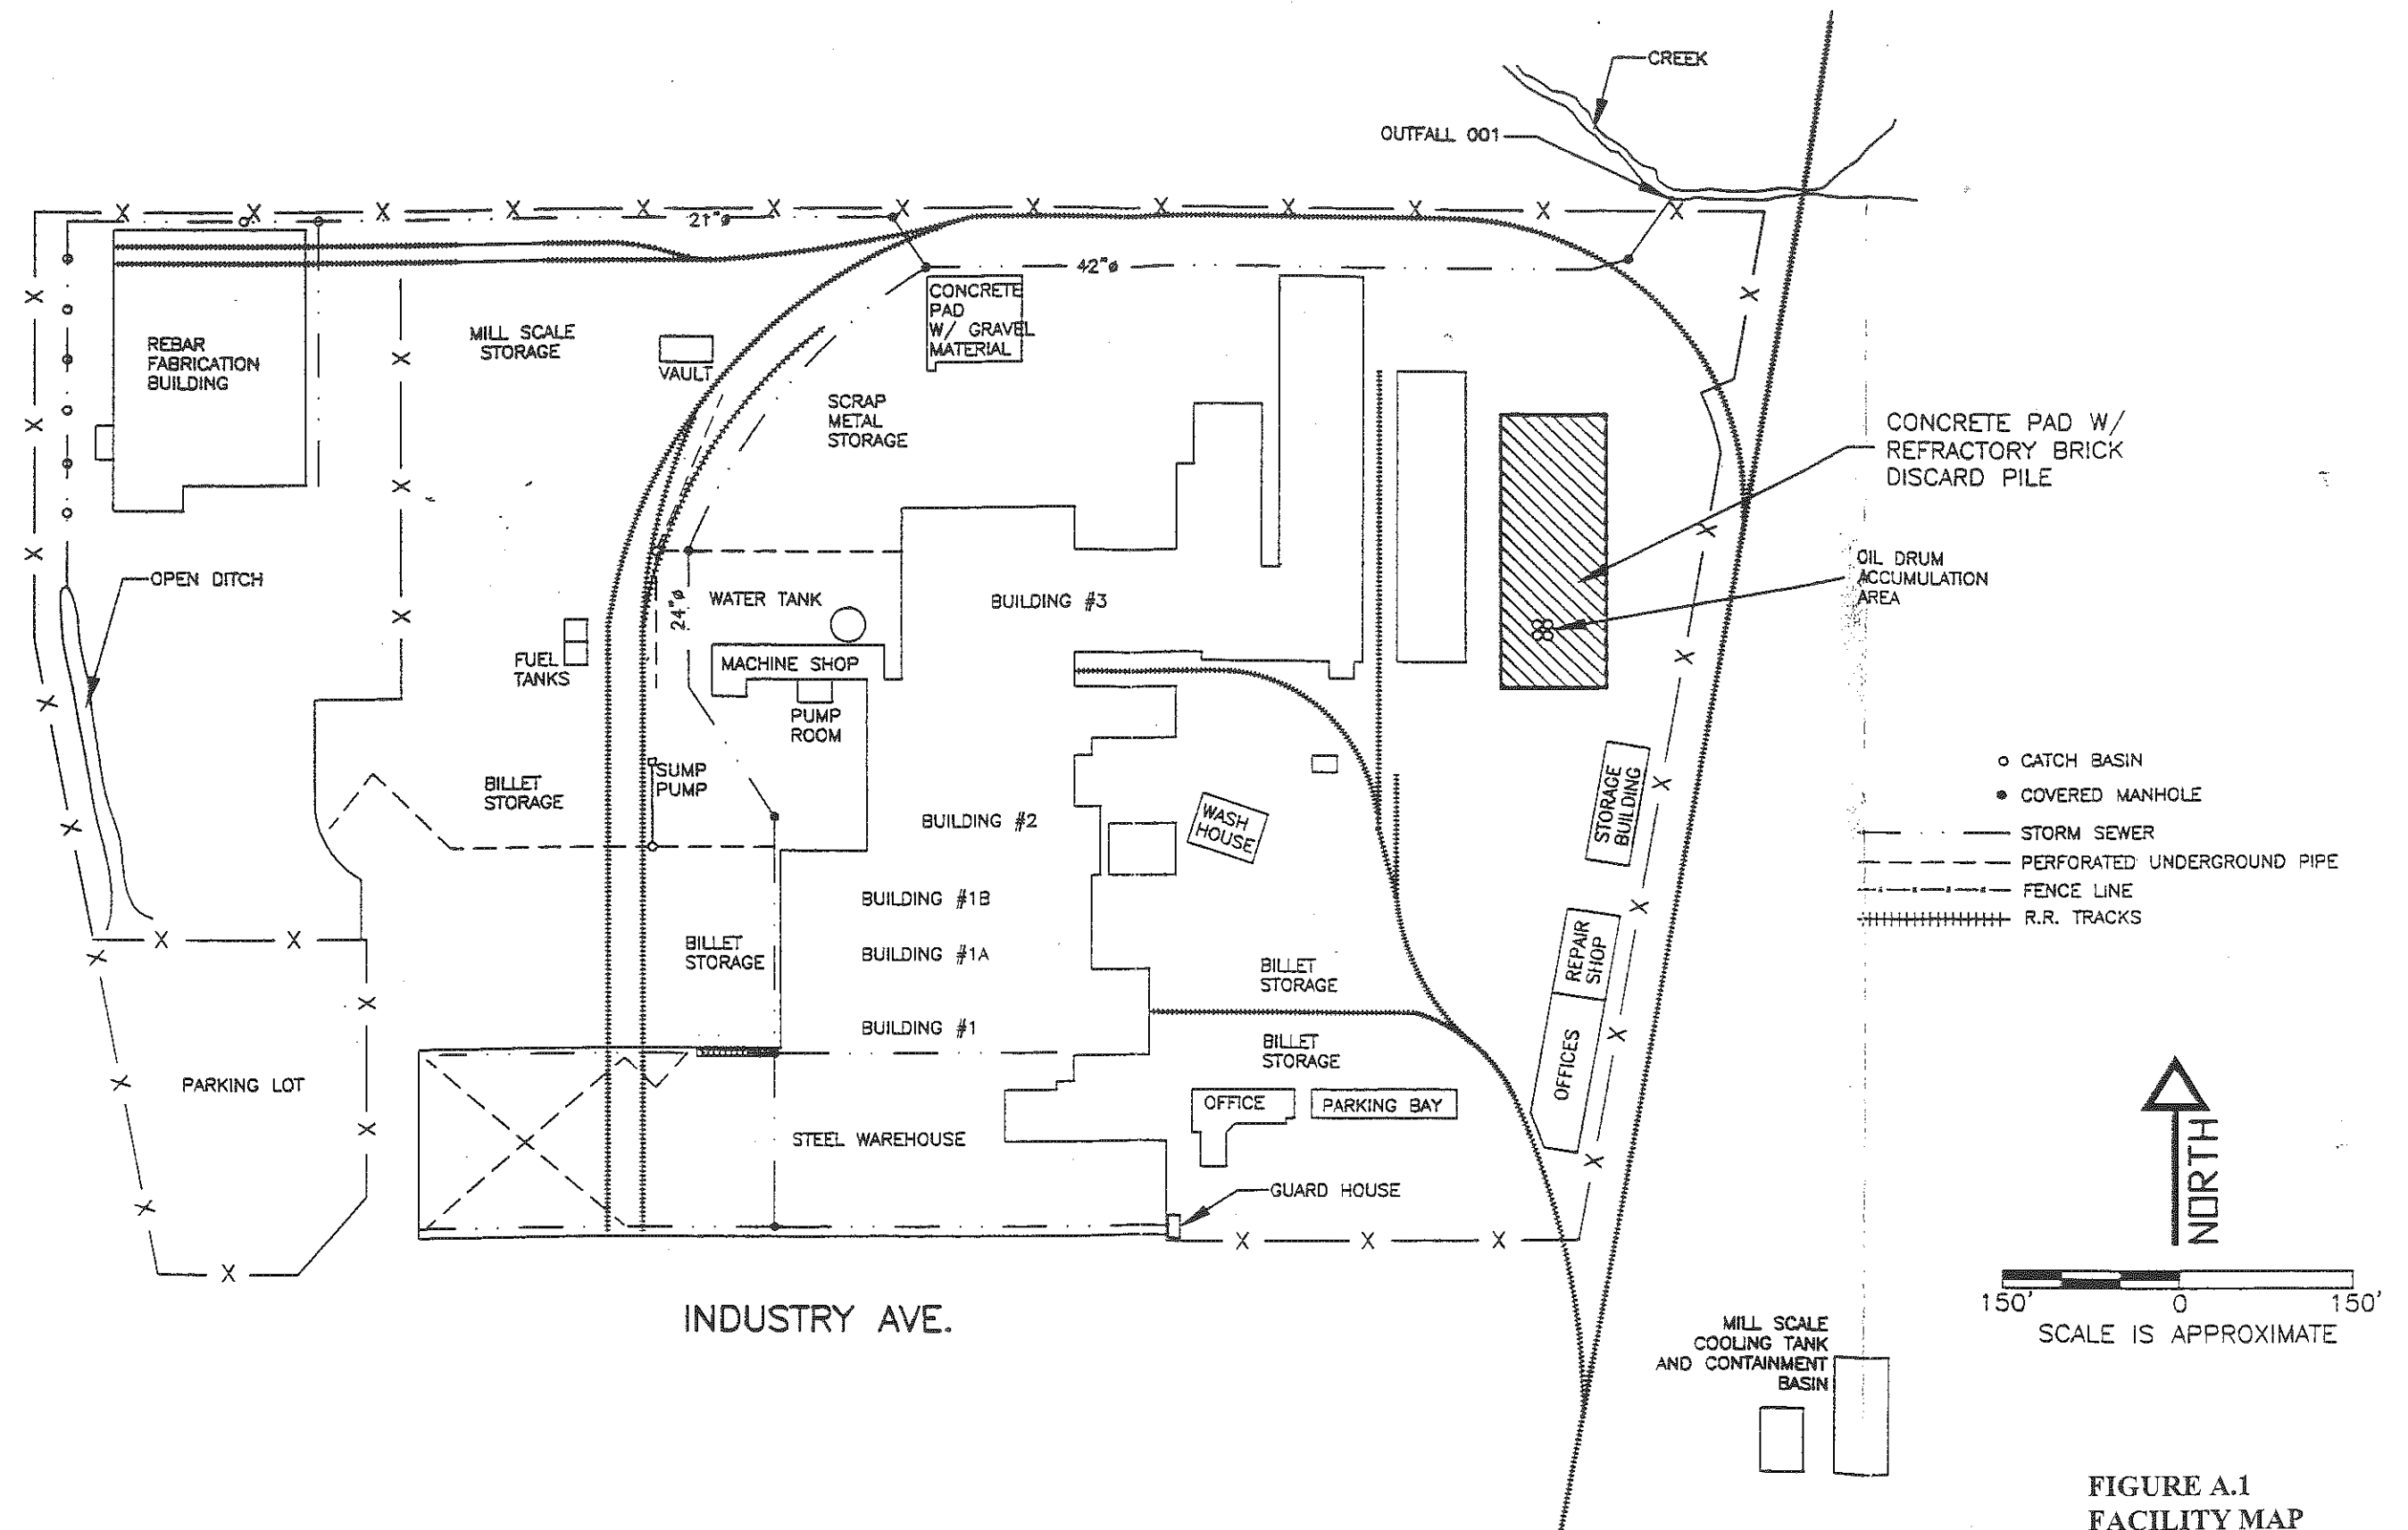 CREEK
OUTFALL 001
21"ø
42"ø
CONCRETE
PAD
W/ GRAVEL
MATERIAL
REBAR
FABRICATION
BUILDING
MILL SCALE
STORAGE
VAULT
SCRAP
METAL
STORAGE
CONCRETE PAD W/
REFRACTORY BRICK
DISCARD PILE
OIL DRUM
ACCUMULATION
AREA
OPEN DITCH
24"ø
WATER TANK
BUILDING #3
FUEL
TANKS
MACHINE SHOP
PUMP
ROOM
SUMP
PUMP
BILLET
STORAGE
BUILDING #2
WASH
HOUSE
STORAGE
BUILDING
CATCH BASIN
COVERED MANHOLE
STORM SEWER
PERFORATED UNDERGROUND PIPE
FENCE LINE
R.R. TRACKS
BUILDING #1B
BILLET
STORAGE
BUILDING #1A
REPAIR
SHOP
BILLET
STORAGE
BUILDING #1
BILLET
STORAGE
OFFICES
PARKING LOT
OFFICE
PARKING BAY
STEEL WAREHOUSE
GUARD HOUSE
NORTH
150' 0 150'
SCALE IS APPROXIMATE
INDUSTRY AVE.
MILL SCALE
COOLING TANK
AND CONTAINMENT
BASIN
FIGURE A.1
FACILITY MAP